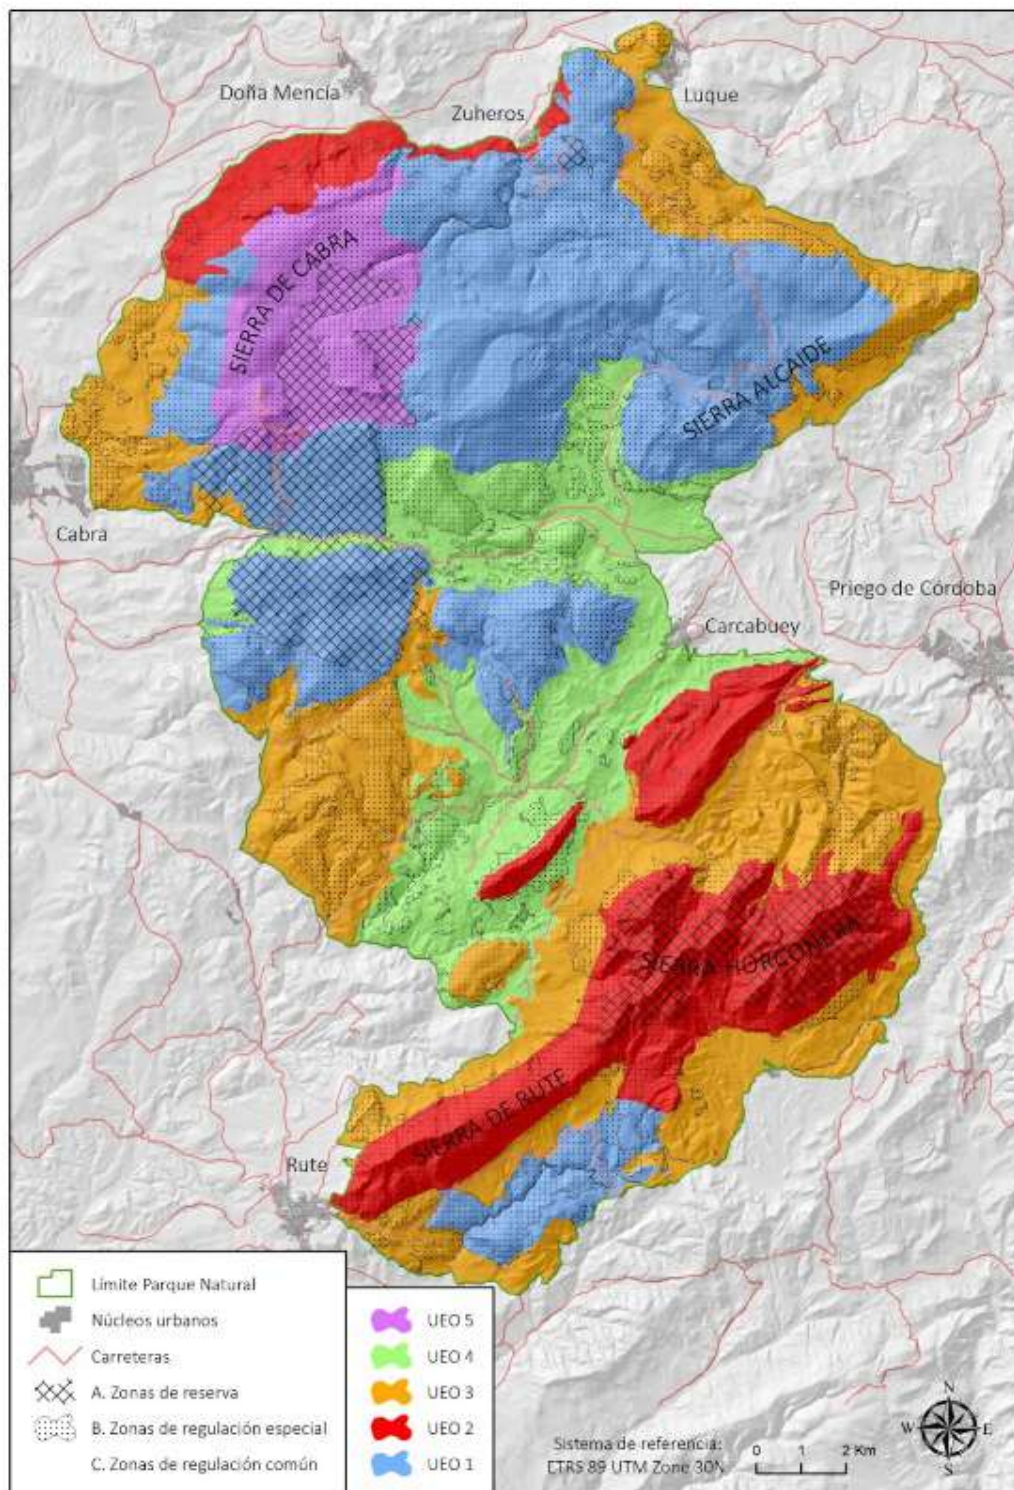 Doña Mencía
Luque
Zuheros
SIERRA DE CABRA
SIERRA ALCAIDE
Cabra
Priego de Córdoba
Carcabuey
SIERRA HORCONERA
SIERRA DE RUTE
Rute
Límite Parque Natural
Núcleos urbanos
Carreteras
A. Zonas de reserva
B. Zonas de regulación especial
C. Zonas de regulación común
UEO 5
UEO 4
UEO 3
UEO 2
UEO 1
Sistema de referencia:
ETRS 89 UTM Zone 30N
0 1 2 Km
N
W E
S